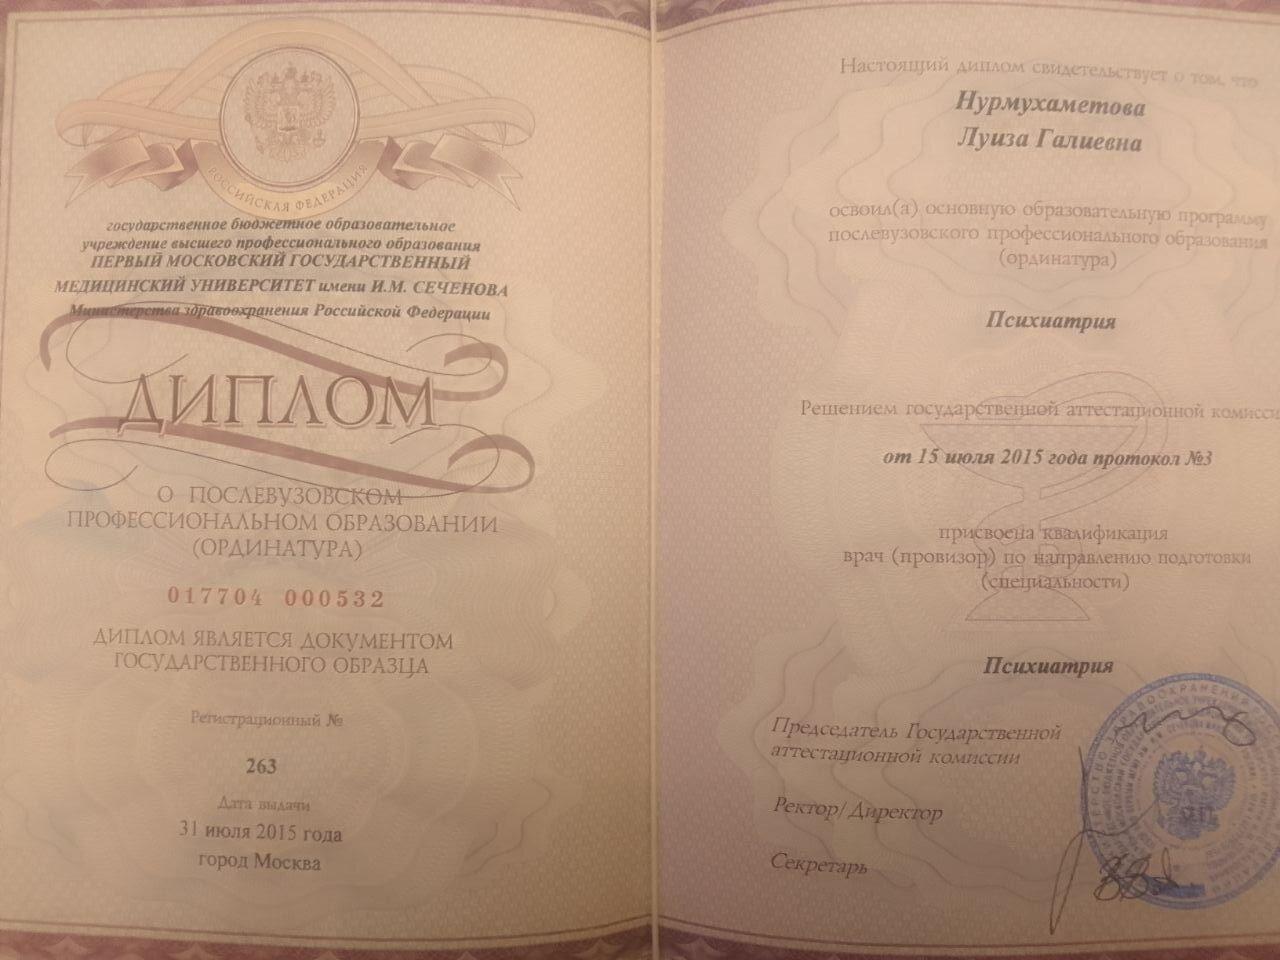 РОССИЙСКАЯ ФЕДЕРАЦИЯ
государственное бюджетное образовательное
учреждение высшего профессионального образования
ПЕРВЫЙ МОСКОВСКИЙ ГОСУДАРСТВЕННЫЙ
МЕДИЦИНСКИЙ УНИВЕРСИТЕТ имени И.М. СЕЧЕНОВА
Министерства здравоохранения Российской Федерации
ДИПЛОМ
О ПОСЛЕВУЗОВСКОМ
ПРОФЕССИОНАЛЬНОМ ОБРАЗОВАНИИ
(ОРДИНАТУРА)
017704 000532
ДИПЛОМ ЯВЛЯЕТСЯ ДОКУМЕНТОМ
ГОСУДАРСТВЕННОГО ОБРАЗЦА
Регистрационный №
263
Дата выдачи
31 июля 2015 года
город Москва
Настоящий диплом свидетельствует о том, что
Нурмухаметова
Луиза Галиевна
освоил(а) основную образовательную программу
послевузовского профессионального образования
(ординатура)
Психиатрия
Решением государственной аттестационной комисси
от 15 июля 2015 года протокол №3
присвоена квалификация
врач (провизор) по направлению подготовки
(специальности)
Психиатрия
Председатель Государственной
аттестационной комиссии
Ректор/Директор
Секретарь
М.П.